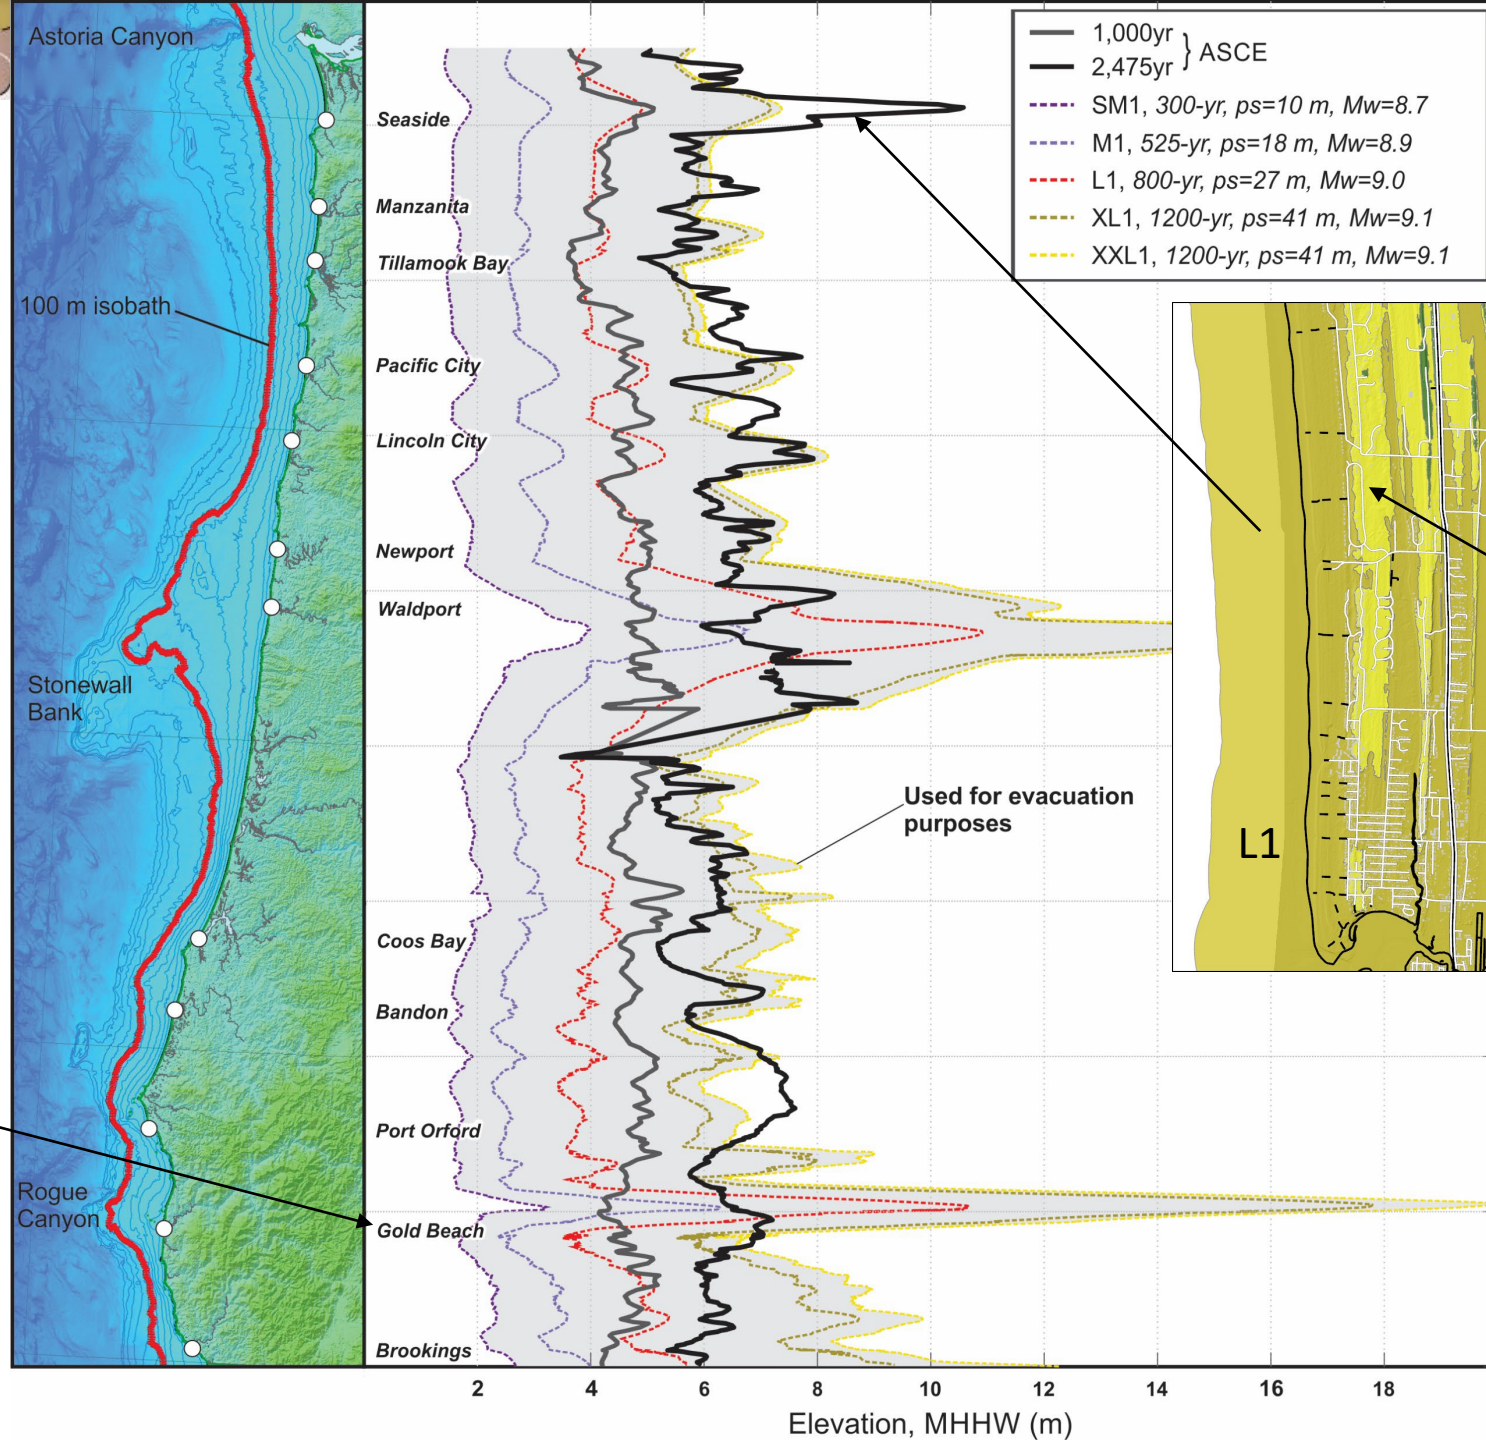 Astoria Canyon
100 m isobath
Stonewall
Bank
Rogue
Canyon
Seaside
Manzanita
Tillamook Bay
Pacific City
Lincoln City
Newport
Waldport
Coos Bay
Bandon
Port Orford
Gold Beach
Brookings
1,000yr
2,475yr
} ASCE
SM1, 300-yr, ps=10 m, Mw=8.7
M1, 525-yr, ps=18 m, Mw=8.9
L1, 800-yr, ps=27 m, Mw=9.0
XL1, 1200-yr, ps=41 m, Mw=9.1
XXL1, 1200-yr, ps=41 m, Mw=9.1
Used for evacuation
purposes
L1
2 4 6 8 10 12 14 16 18
Elevation, MHHW (m)